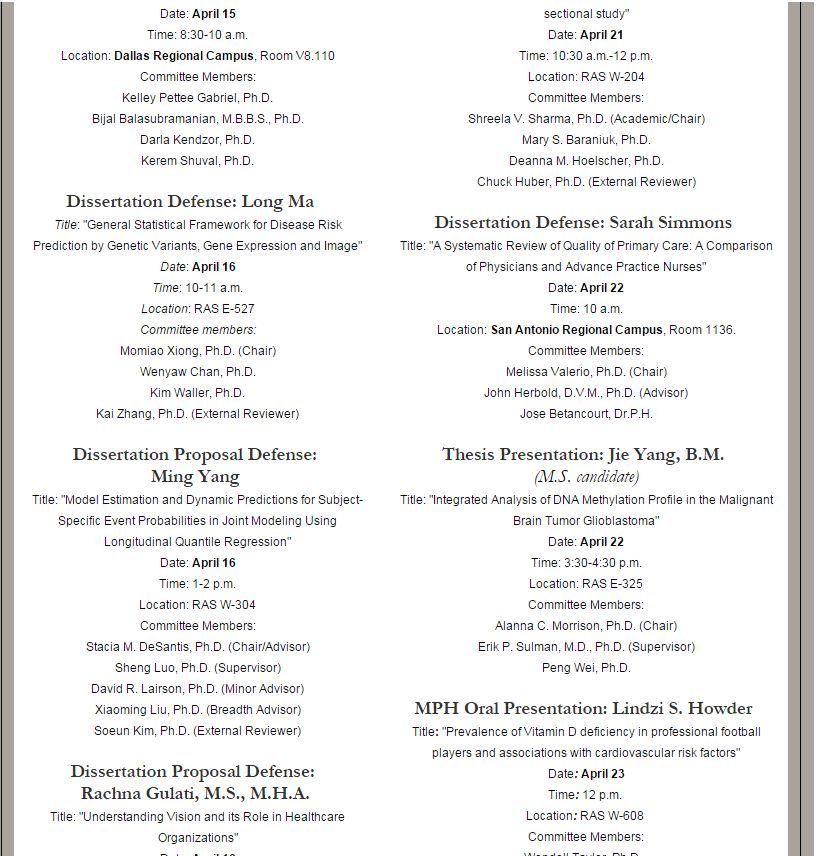 Date: April 15
Time: 8:30-10 a.m.
Location: Dallas Regional Campus, Room V8.110
Committee Members:
Kelley Pettee Gabriel, Ph.D.
Bijal Balasubramanian, M.B.B.S., Ph.D.
Darla Kendzor, Ph.D.
Kerem Shuval, Ph.D.
Dissertation Defense: Long Ma
Title: "General Statistical Framework for Disease Risk
Prediction by Genetic Variants, Gene Expression and Image"
Date: April 16
Time: 10-11 a.m.
Location: RAS E-527
Committee members:
Momiao Xiong, Ph.D. (Chair)
Wenyaw Chan, Ph.D.
Kim Waller, Ph.D.
Kai Zhang, Ph.D. (External Reviewer)
Dissertation Proposal Defense:
Ming Yang
Title: "Model Estimation and Dynamic Predictions for Subject-
Specific Event Probabilities in Joint Modeling Using
Longitudinal Quantile Regression"
Date: April 16
Time: 1-2 p.m.
Location: RAS W-304
Committee Members:
Stacia M. DeSantis, Ph.D. (Chair/Advisor)
Sheng Luo, Ph.D. (Supervisor)
David R. Lairson, Ph.D. (Minor Advisor)
Xiaoming Liu, Ph.D. (Breadth Advisor)
Soeun Kim, Ph.D. (External Reviewer)
Dissertation Proposal Defense:
Rachna Gulati, M.S., M.H.A.
Title: "Understanding Vision and its Role in Healthcare
Organizations"
sectional study"
Date: April 21
Time: 10:30 a.m.-12 p.m.
Location: RAS W-204
Committee Members:
Shreela V. Sharma, Ph.D. (Academic/Chair)
Mary S. Baraniuk, Ph.D.
Deanna M. Hoelscher, Ph.D.
Chuck Huber, Ph.D. (External Reviewer)
Dissertation Defense: Sarah Simmons
Title: "A Systematic Review of Quality of Primary Care: A Comparison
of Physicians and Advance Practice Nurses"
Date: April 22
Time: 10 a.m.
Location: San Antonio Regional Campus, Room 1136.
Committee Members:
Melissa Valerio, Ph.D. (Chair)
John Herbold, D.V.M., Ph.D. (Advisor)
Jose Betancourt, Dr.P.H.
Thesis Presentation: Jie Yang, B.M.
(M.S. candidate)
Title: "Integrated Analysis of DNA Methylation Profile in the Malignant
Brain Tumor Glioblastoma"
Date: April 22
Time: 3:30-4:30 p.m.
Location: RAS E-325
Committee Members:
Alanna C. Morrison, Ph.D. (Chair)
Erik P. Sulman, M.D., Ph.D. (Supervisor)
Peng Wei, Ph.D.
MPH Oral Presentation: Lindzi S. Howder
Title: "Prevalence of Vitamin D deficiency in professional football
players and associations with cardiovascular risk factors"
Date: April 23
Time: 12 p.m.
Location: RAS W-608
Committee Members: